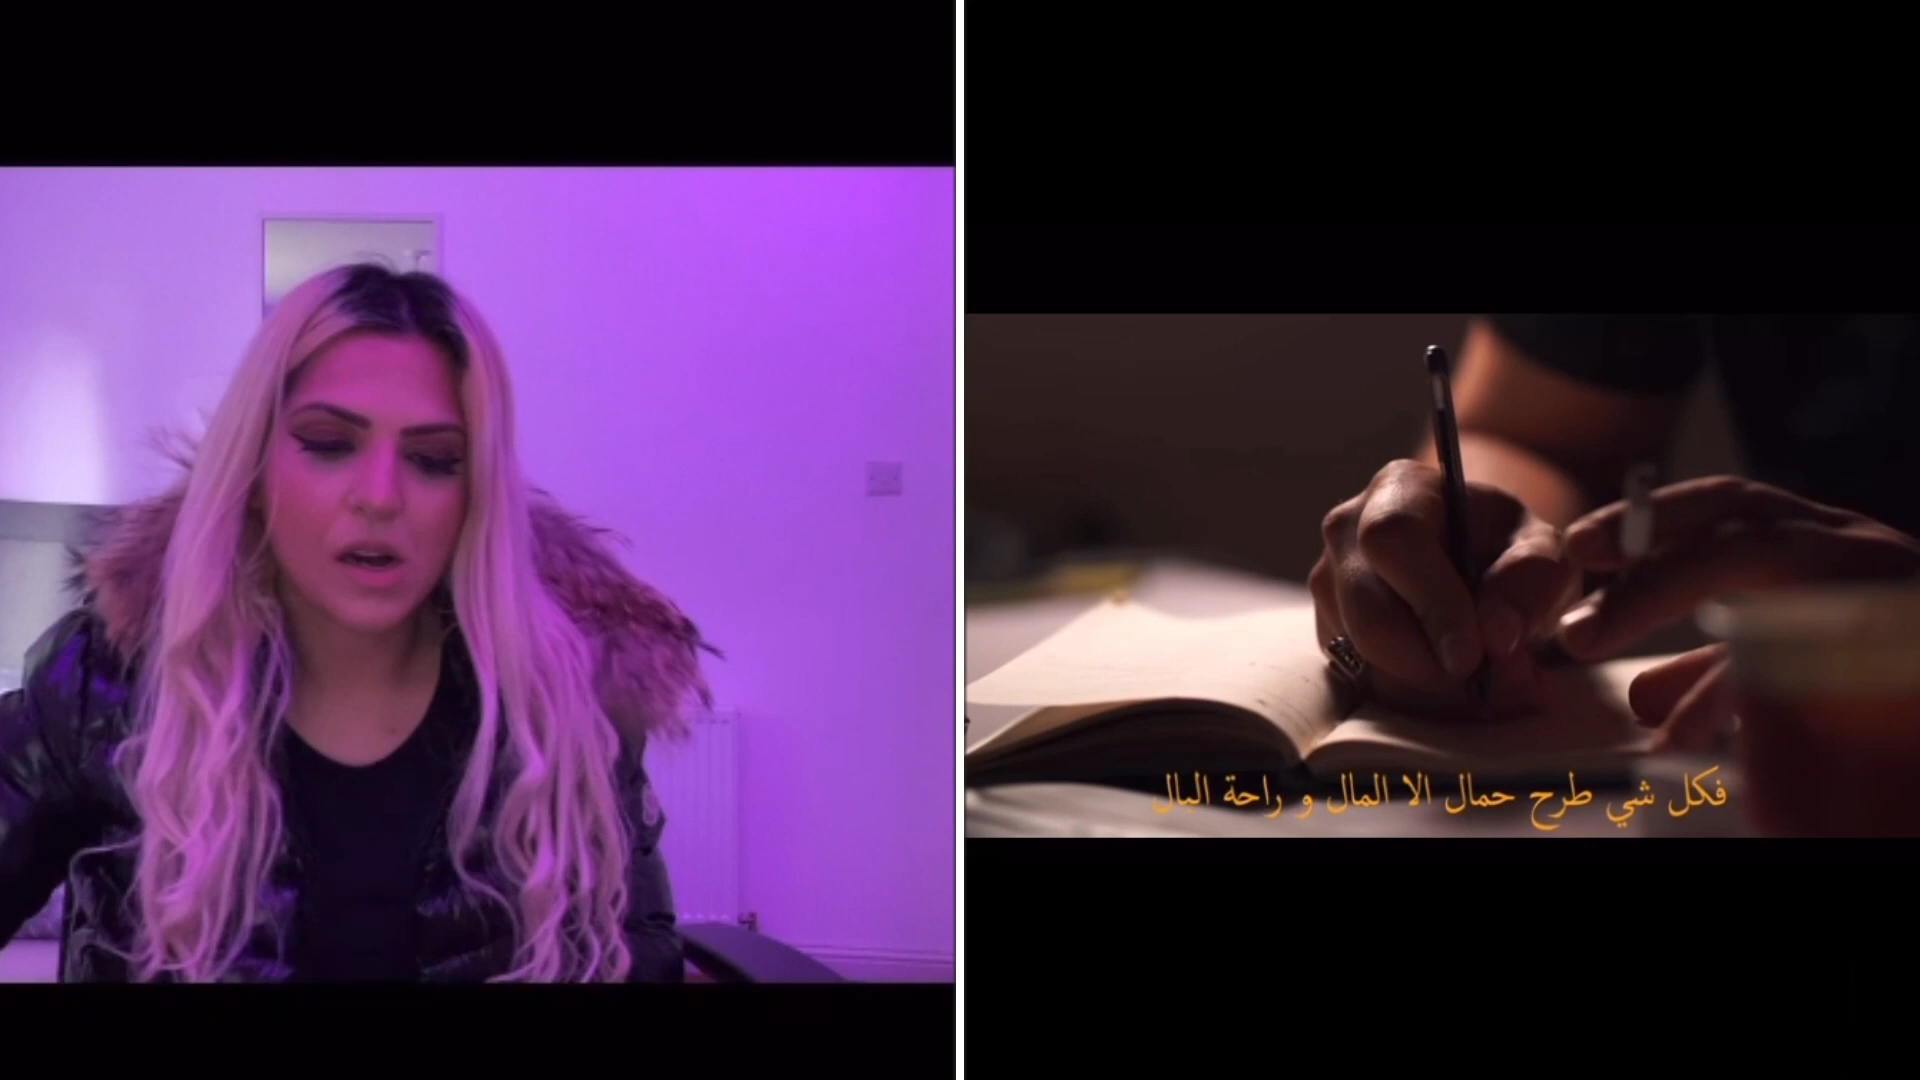 فكل شي طرح حمال الا المال و راحة البال